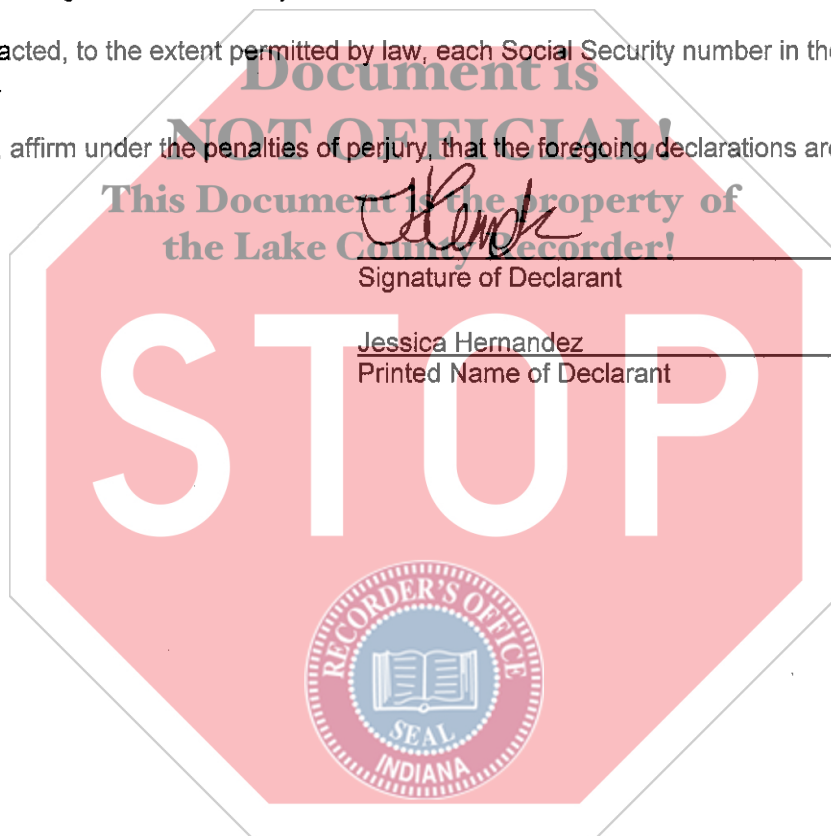 acted, to the extent permitted by law, each Social Security number in the
Document is
NOT OFFICIAL!
affirm under the penalties of perjury, that the foregoing declarations are
This Document is the property of
the Lake County Recorder!
Signature of Declarant
Jessica Hernandez
Printed Name of Declarant
STOP
RECORDER'S OFFICE
SEAL
INDIANA